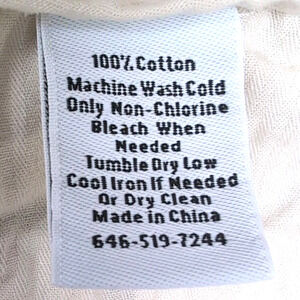 100% Cotton
Machine Wash Cold
Only Non-Chlorine
Bleach When
Needed
Tumble Dry Low
Cool Iron If Needed
Or Dry Clean
Made in China
646-519-7244